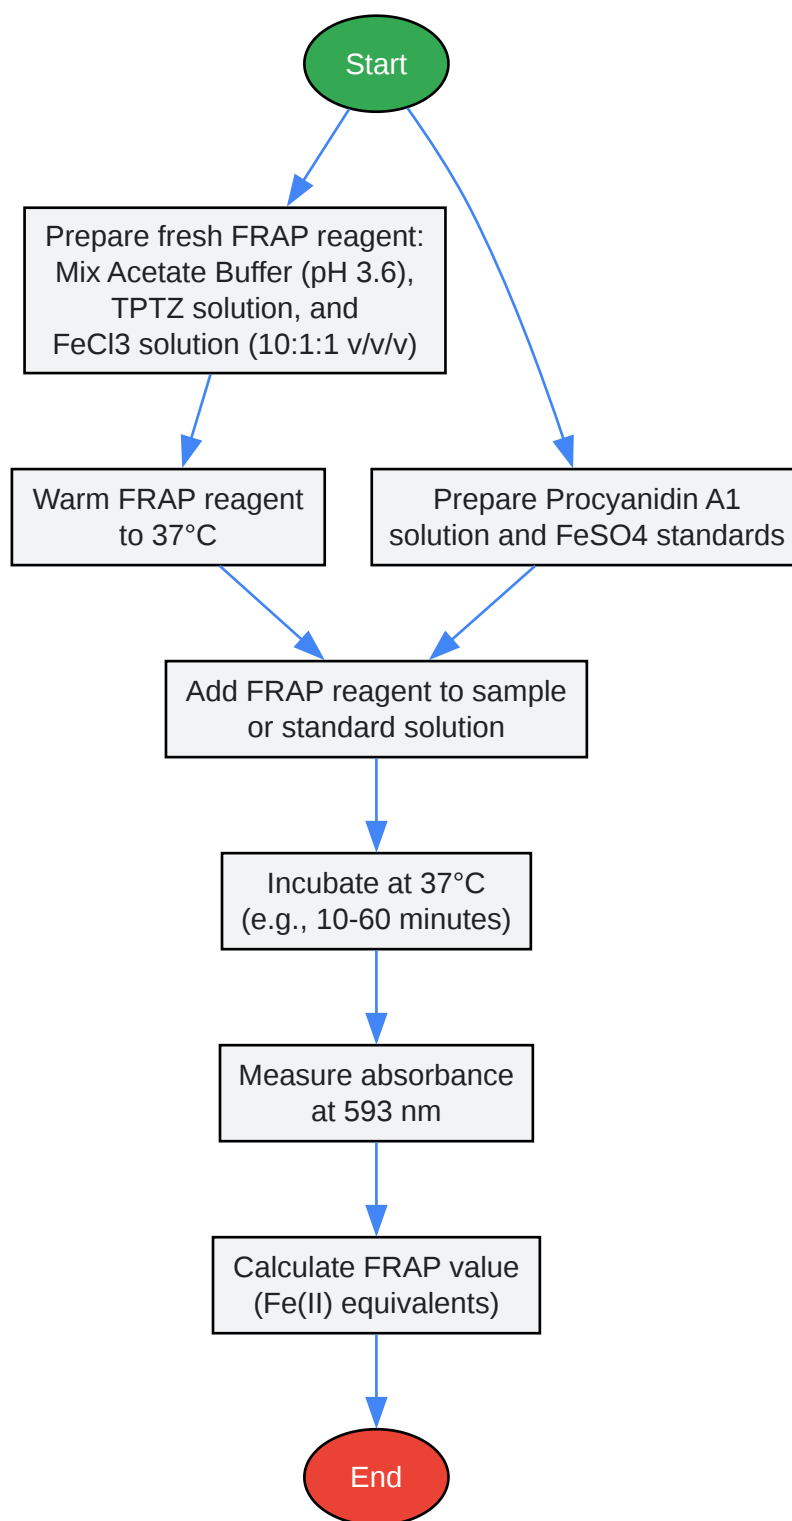 Start
Prepare fresh FRAP reagent:
Mix Acetate Buffer (pH 3.6),
TPTZ solution, and
FeCl3 solution (10:1:1 v/v/v)
Warm FRAP reagent
to 37°C
Prepare Procyanidin A1
solution and FeSO4 standards
Add FRAP reagent to sample
or standard solution
Incubate at 37°C
(e.g., 10-60 minutes)
Measure absorbance
at 593 nm
Calculate FRAP value
(Fe(II) equivalents)
End